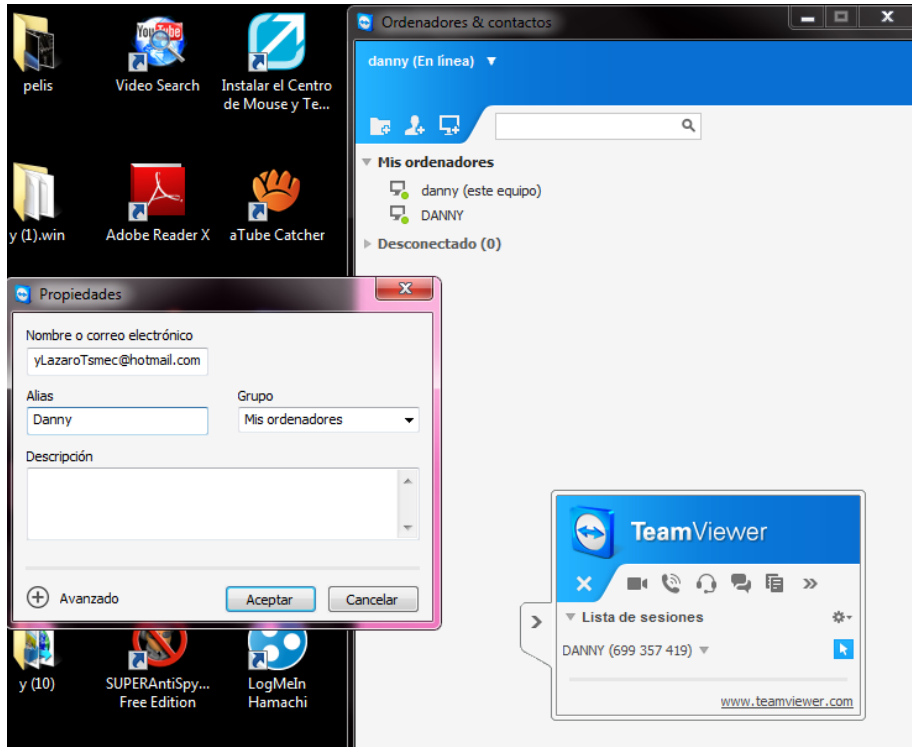 pelis
Video Search
Instalar el Centro
de Mouse y Te...
y (1).win
Adobe Reader X
aTube Catcher
Ordenadores & contactos
danny (En línea)
Mis ordenadores
danny (este equipo)
DANNY
Desconectado (0)
Propiedades
Nombre o correo electrónico
yLazaroTsmec@hotmail.com
Alias
Grupo
Danny
Mis ordenadores
Descripción
Avanzado
Aceptar
Cancelar
y (10)
SUPERAntiSpy...
Free Edition
LogMeIn
Hamachi
TeamViewer
Lista de sesiones
DANNY (699 357 419)
www.teamviewer.com